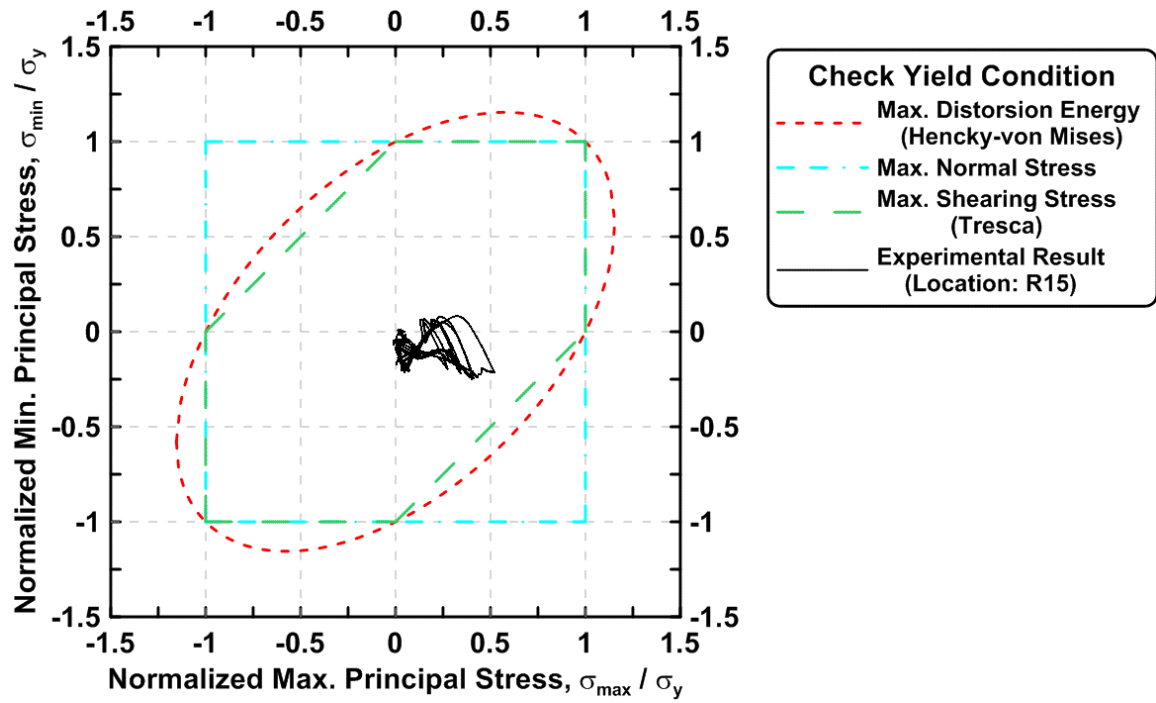 -1.5 -1 -0.5 0 0.5 1 1.5
1.5 1.5
1 1
0.5 0.5
0 0
-0.5 -0.5
-1 -1
-1.5 -1.5
-1.5 -1 -0.5 0 0.5 1 1.5
Normalized Max. Principal Stress, σmax / σy
Normalized Min. Principal Stress, σmin / σy
Check Yield Condition
Max. Distorsion Energy
(Hencky-von Mises)
Max. Normal Stress
Max. Shearing Stress
(Tresca)
Experimental Result
(Location: R15)